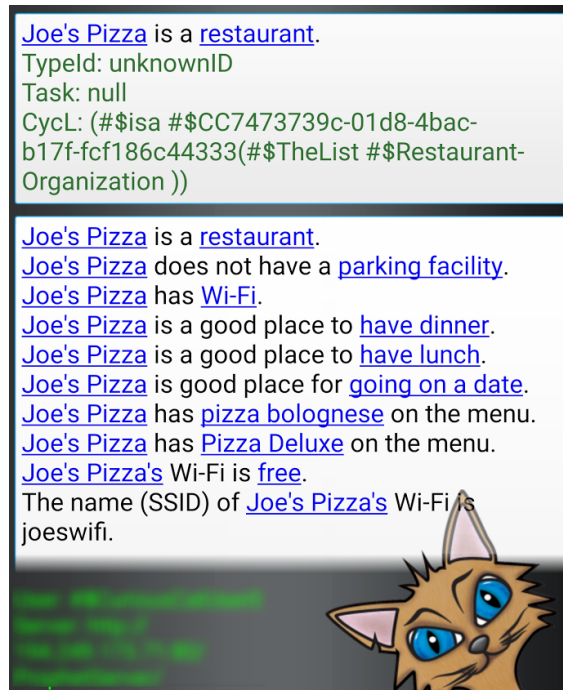 Joe's Pizza is a restaurant.
TypeId: unknownID
Task: null
CycL: (#$isa #$CC7473739c-01d8-4bac-
b17f-fcf186c44333(#$TheList #$Restaurant-
Organization ))
Joe's Pizza is a restaurant.
Joe's Pizza does not have a parking facility.
Joe's Pizza has Wi-Fi.
Joe's Pizza is a good place to have dinner.
Joe's Pizza is a good place to have lunch.
Joe's Pizza is good place for going on a date.
Joe's Pizza has pizza bolognese on the menu.
Joe's Pizza has Pizza Deluxe on the menu.
Joe's Pizza's Wi-Fi is free.
The name (SSID) of Joe's Pizza's Wi-Fi is
joeswifi.